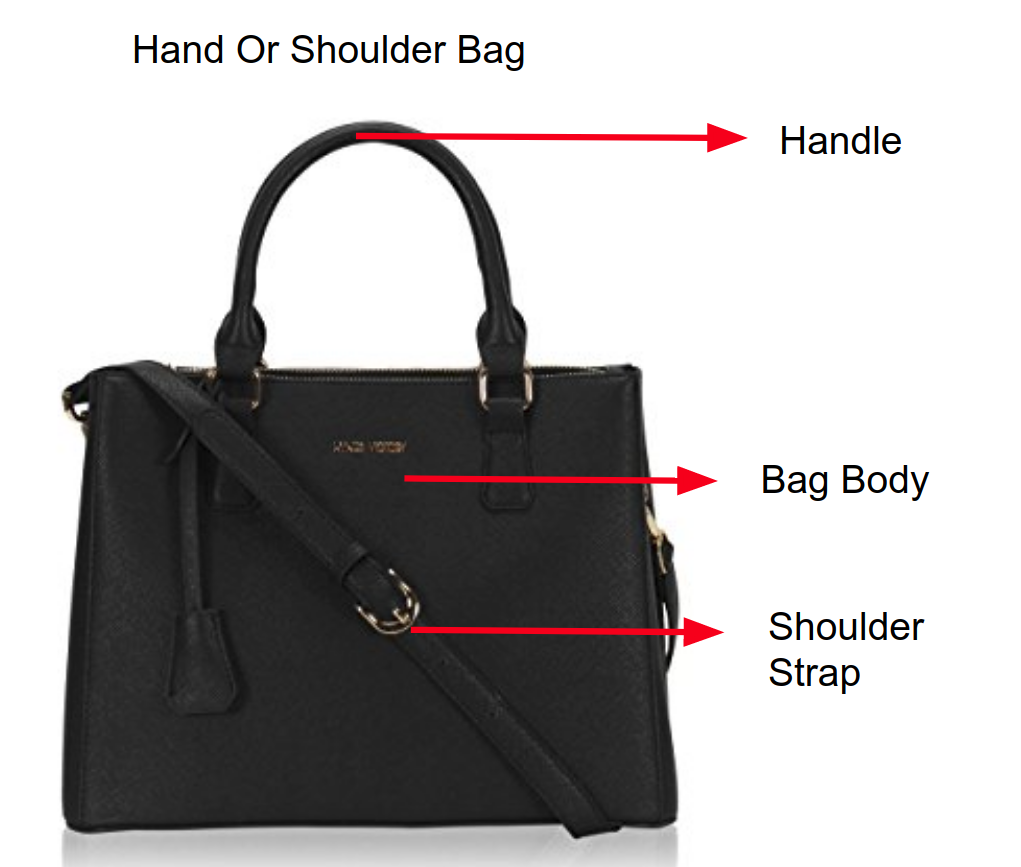 Hand Or Shoulder Bag
Handle
Bag Body
Shoulder
Strap